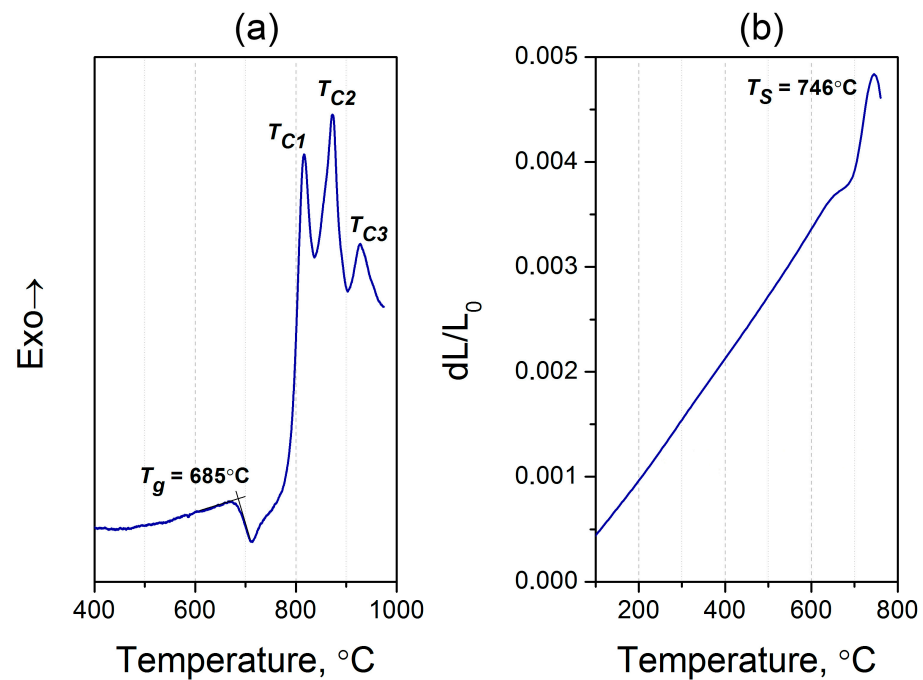 (a)
T_C2
T_C1
T_C3
T_g = 685°C
Exo→
400
600
800
1000
Temperature, °C
(b)
0.005
T_S = 746°C
0.004
0.003
0.002
0.001
0.000
dL/L_0
200
400
600
800
Temperature, °C